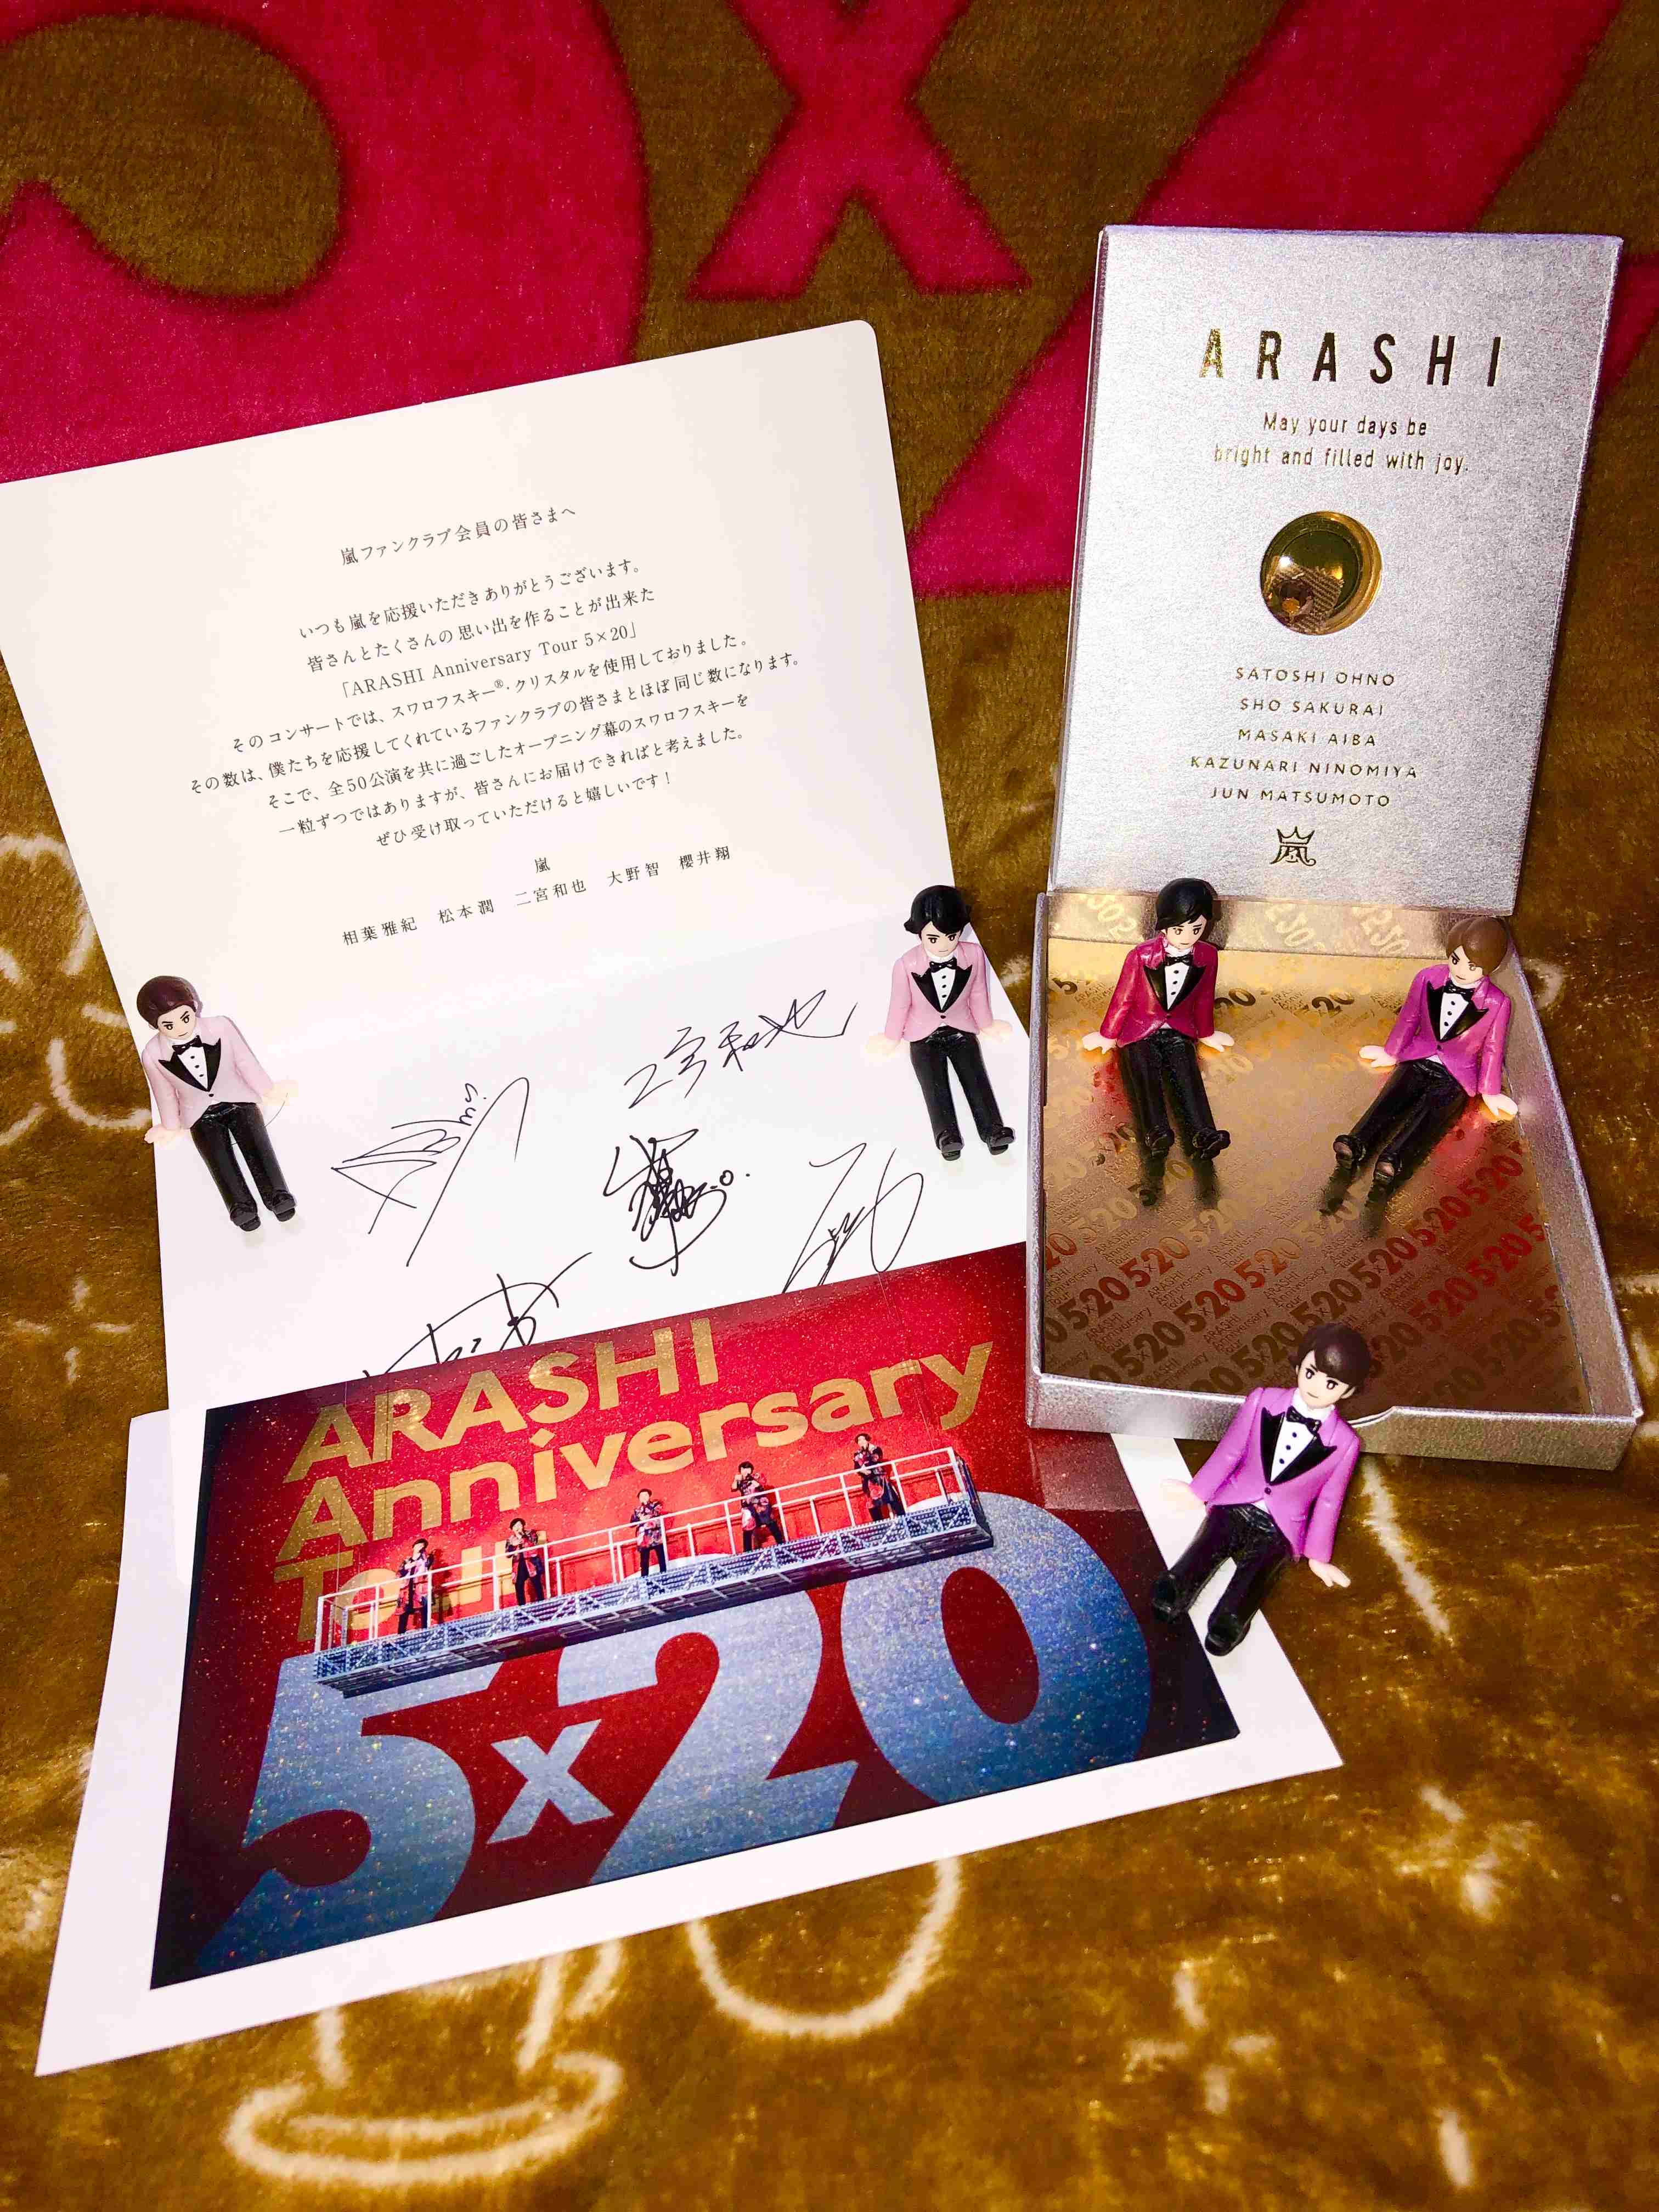 5x2
嵐ファンクラブ会員の皆さまへ
いつも嵐を応援いただきありがとうございます。
皆さんとたくさんの思い出を作ることが出来た
「ARASHI Anniversary Tour 5×20」
そのコンサートでは、スワロフスキー®・クリスタルを使用しておりました。
その数は、僕たちを応援してくれているファンクラブの皆さまとほぼ同じ数になります。
そこで、全50公演を共に過ごしたオープニング幕のスワロフスキーを
一粒ずつではありますが、皆さんにお届けできればと考えました。
ぜひ受け取っていただけると嬉しいです！
嵐
相葉雅紀 松本潤 二宮和也 大野智 櫻井翔
二宮和也
ARASHI
May your days be
bright and filled with joy.
SATOSHI OHNO
SHO SAKURAI
MASAKI AIBA
KAZUNARI NINOMIYA
JUN MATSUMOTO
嵐
ARASHI
Anniversary
Tour
5x20
5x20 5x20 5x20 5x20
ARASHI Anniversary Tour